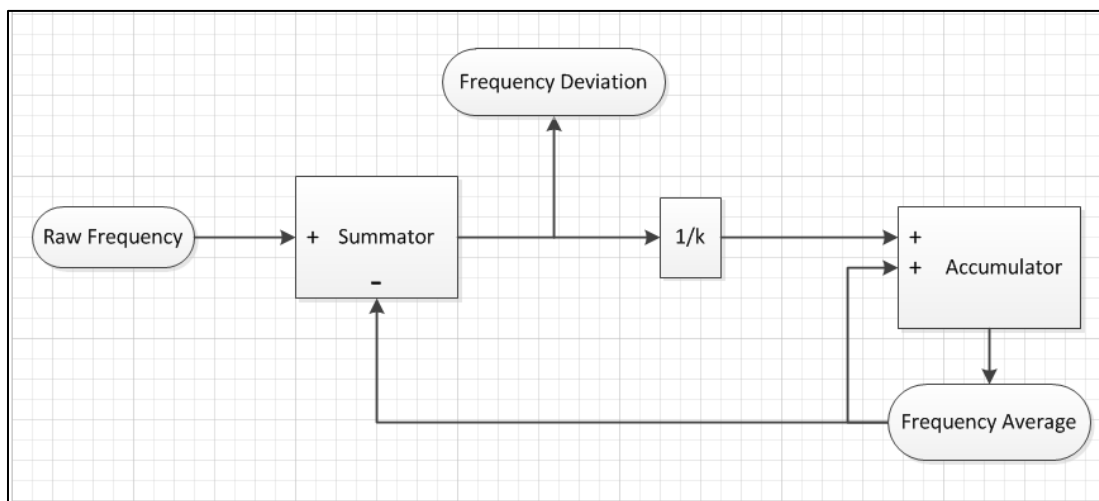 Frequency Deviation
Raw Frequency
+ Summator
-
1/k
+
+ Accumulator
Frequency Average